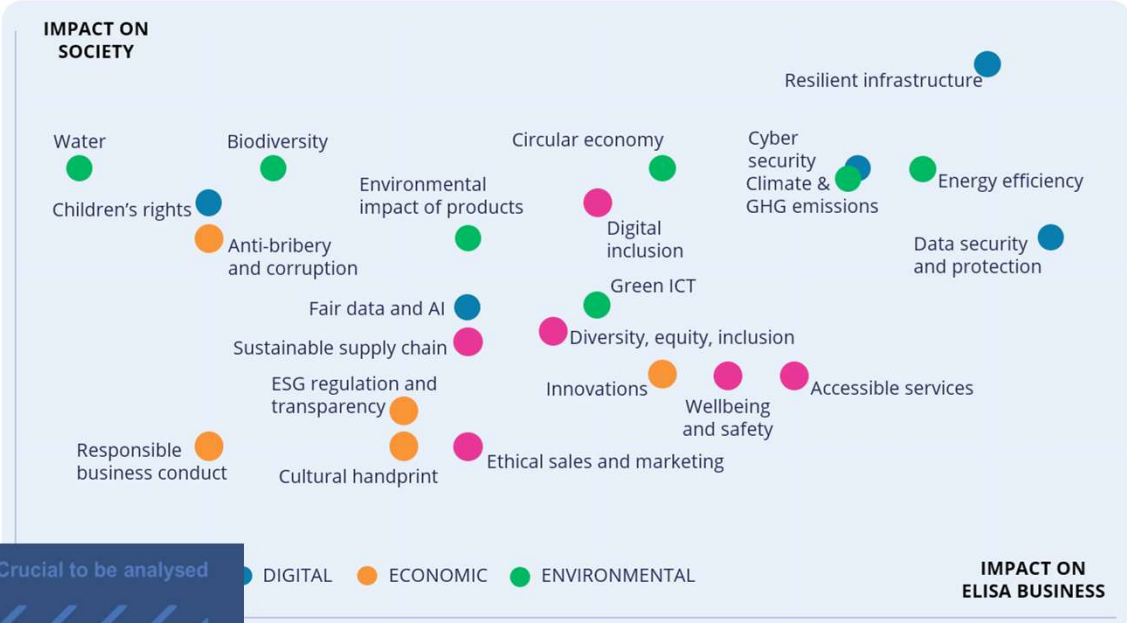 IMPACT ON
SOCIETY
Resilient infrastructure
Water
Biodiversity
Circular economy
Cyber
security
Climate &
GHG emissions
Energy efficiency
Environmental
impact of products
Children’s rights
Digital
inclusion
Anti-bribery
and corruption
Data security
and protection
Green ICT
Fair data and AI
Diversity, equity, inclusion
Sustainable supply chain
ESG regulation and
transparency
Innovations
Accessible services
Wellbeing
and safety
Responsible
business conduct
Cultural handprint
Ethical sales and marketing
Crucial to be analysed
DIGITAL
ECONOMIC
ENVIRONMENTAL
IMPACT ON
ELISA BUSINESS